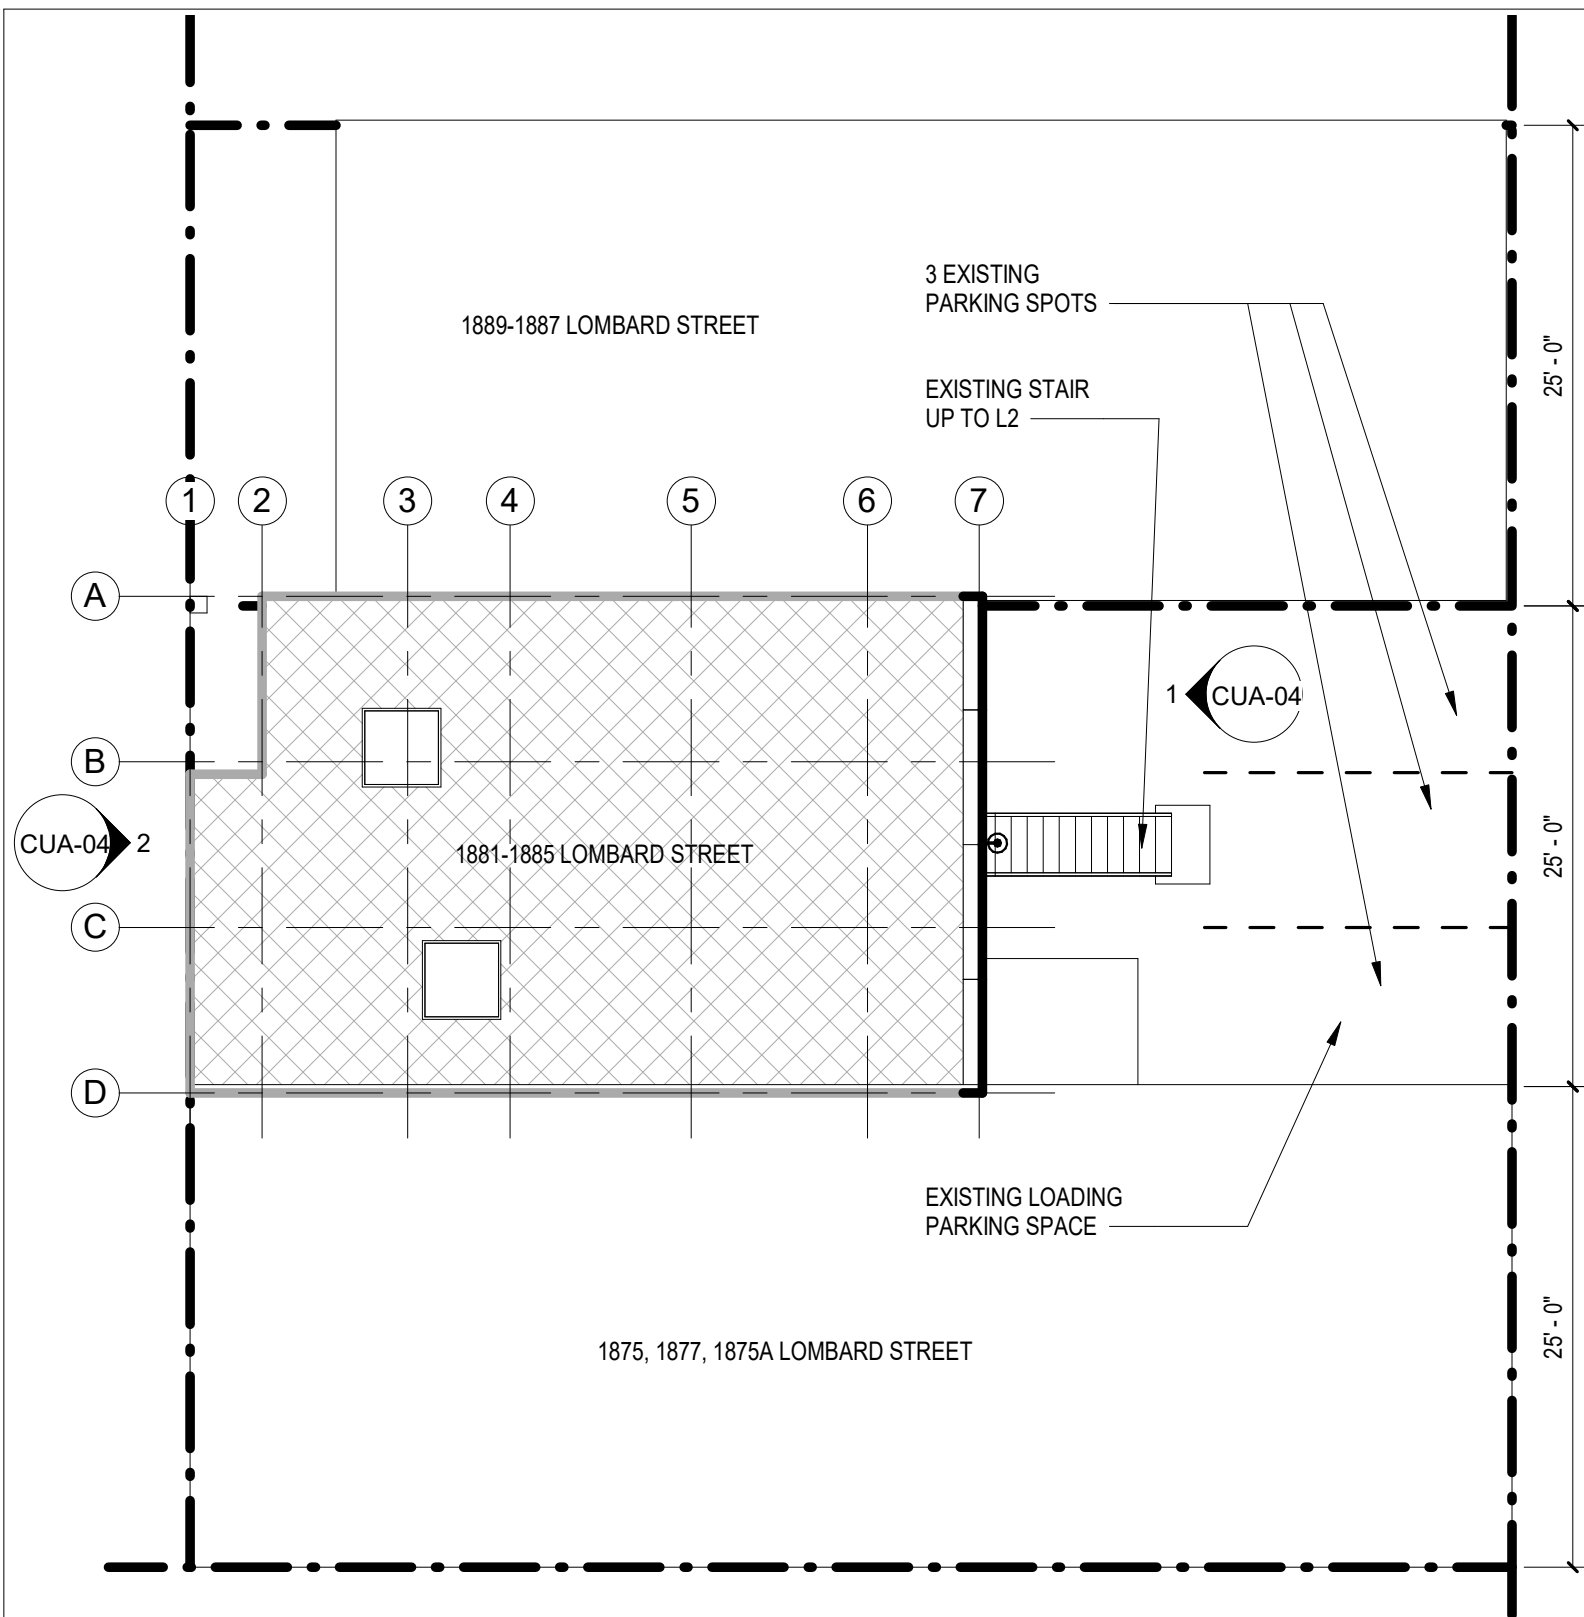 3 EXISTING
PARKING SPOTS
1889-1887 LOMBARD STREET
25' - 0"
EXISTING STAIR
UP TO L2
1 2 3 4 5 6 7
A
1 CUA-04
B
CUA-04 2
1881-1885 LOMBARD STREET
25' - 0"
C
D
EXISTING LOADING
PARKING SPACE
1875, 1877, 1875A LOMBARD STREET
25' - 0"